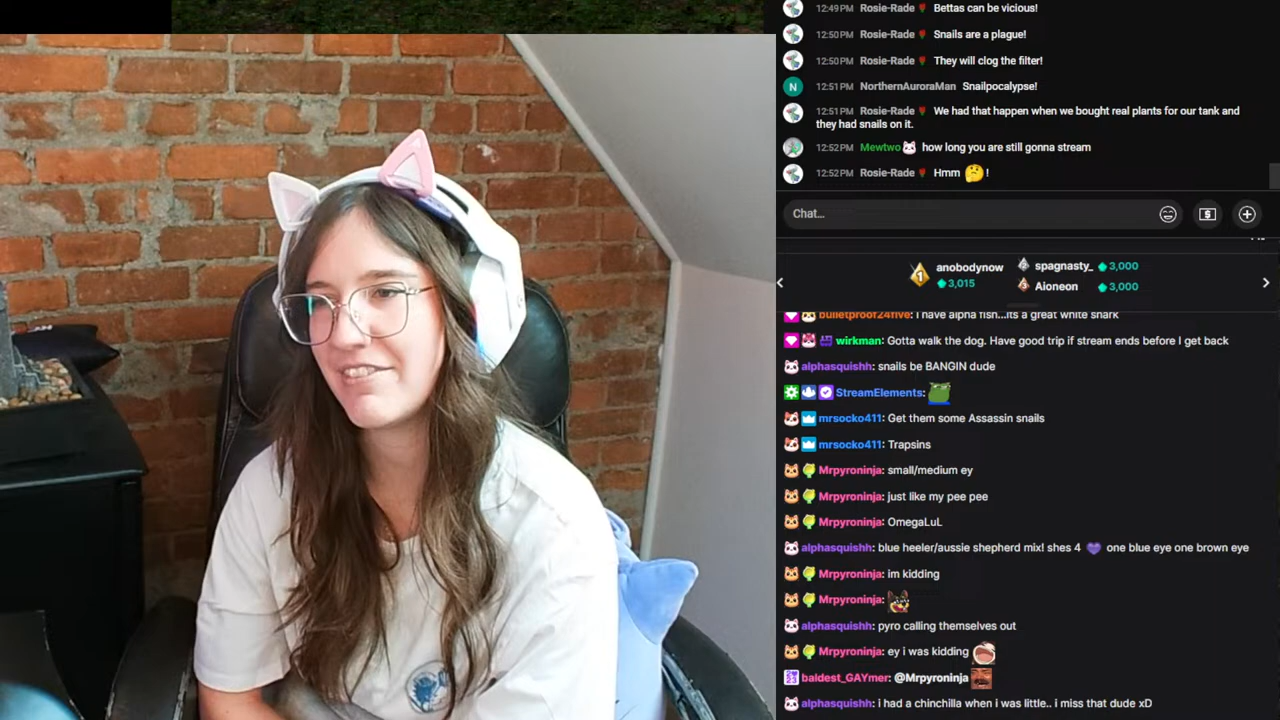 12:49PM Rosie-Rade Bettas can be vicious!
12:50PM Rosie-Rade Snails are a plague!
12:50PM Rosie-Rade They will clog the filter!
N 12:51PM NorthernAuroraMan Snailpocalypse!
12:51PM Rosie-Rade We had that happen when we bought real plants for our tank and
they had snails on it.
12:52PM Mewtwo how long you are still gonna stream
12:52PM Rosie-Rade Hmm !
Chat...
anobodynow
3,015
spagnasty_ 3,000
Aioneon 3,000
bulletproof24five: I have alpha fish...its a great white shark
wirkman: Gotta walk the dog. Have good trip if stream ends before I get back
alphasquishh: snails be BANGIN dude
StreamElements:
mrsocko411: Get them some Assassin snails
mrsocko411: Trapsins
Mrpyroninja: small/medium ey
Mrpyroninja: just like my pee pee
Mrpyroninja: OmegaLuL
alphasquishh: blue heeler/aussie shepherd mix! shes 4 one blue eye one brown eye
Mrpyroninja: im kidding
Mrpyroninja:
alphasquishh: pyro calling themselves out
Mrpyroninja: ey i was kidding
baldest_GAYmer: @Mrpyroninja
alphasquishh: i had a chinchilla when i was little.. i miss that dude xD